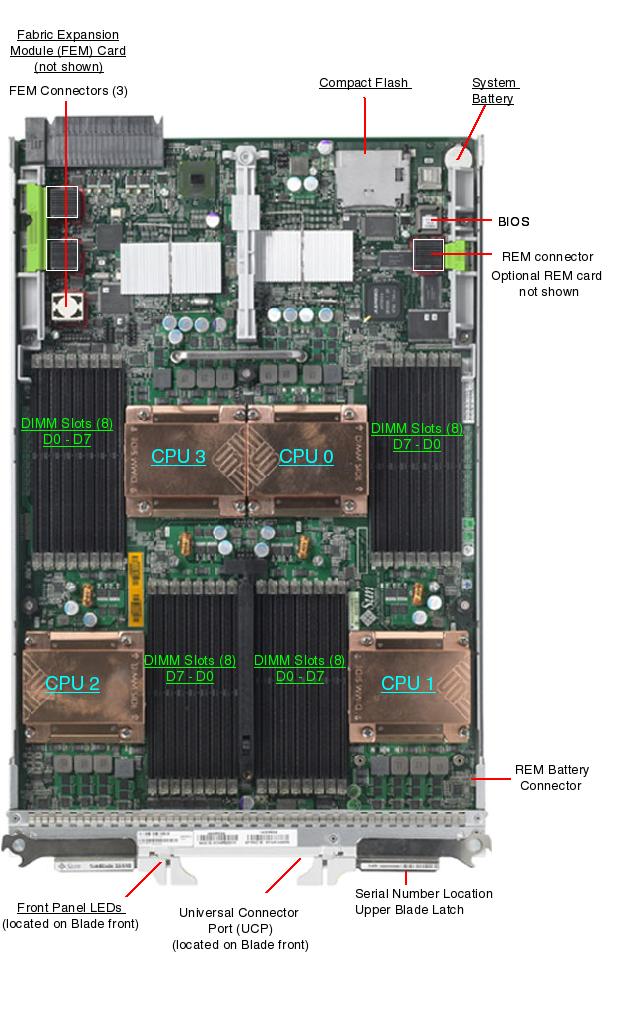 Fabric Expansion
Module (FEM) Card
(not shown)
FEM Connectors (3)
Compact Flash
System
Battery
BIOS
REM connector
Optional REM card
not shown
DIMM Slots (8)
D0 - D7
CPU 3
CPU 0
DIMM Slots (8)
D7 - D0
Sun
DIMM Slots (8)
D7 - D0
DIMM Slots (8)
D0 - D7
CPU 2
CPU 1
REM Battery
Connector
Front Panel LEDs
(located on Blade front)
Universal Connector
Port (UCP)
(located on Blade front)
Serial Number Location
Upper Blade Latch